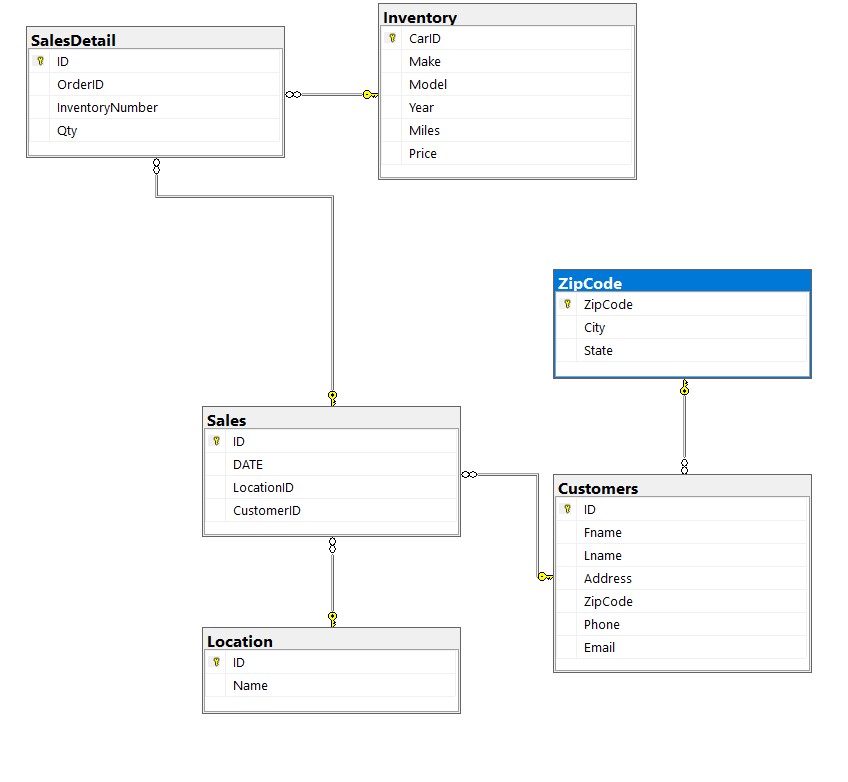 SalesDetail
ID
OrderID
InventoryNumber
Qty
Inventory
CarID
Make
Model
Year
Miles
Price
ZipCode
ZipCode
City
State
Sales
ID
DATE
LocationID
CustomerID
Customers
ID
Fname
Lname
Address
ZipCode
Phone
Email
Location
ID
Name